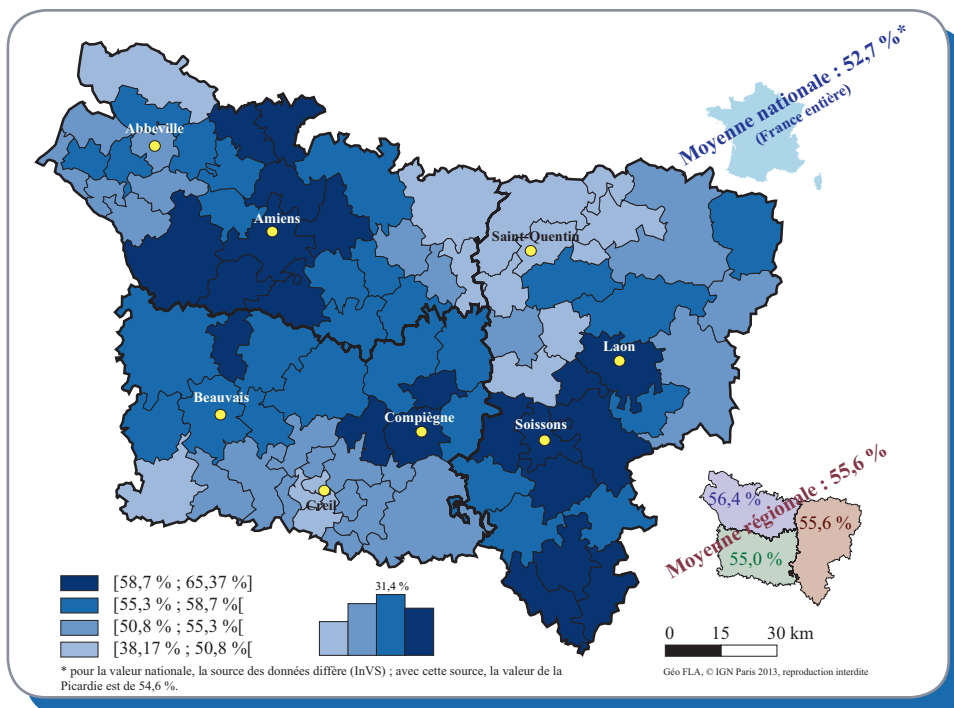 Moyenne nationale : 52,7 %*
(France entière)
Abbeville
Amiens
Saint-Quentin
Laon
Beauvais
Compiègne
Soissons
Creil
Moyenne régionale : 55,6 %
56,4 %
55,6 %
55,0 %
[58,7 % ; 65,37 %]
[55,3 % ; 58,7 %[
[50,8 % ; 55,3 %[
[38,17 % ; 50,8 %[
31,4 %
0 15 30 km
Géo FLA, © IGN Paris 2013, reproduction interdite
* pour la valeur nationale, la source des données diffère (InVS) ; avec cette source, la valeur de la
Picardie est de 54,6 %.